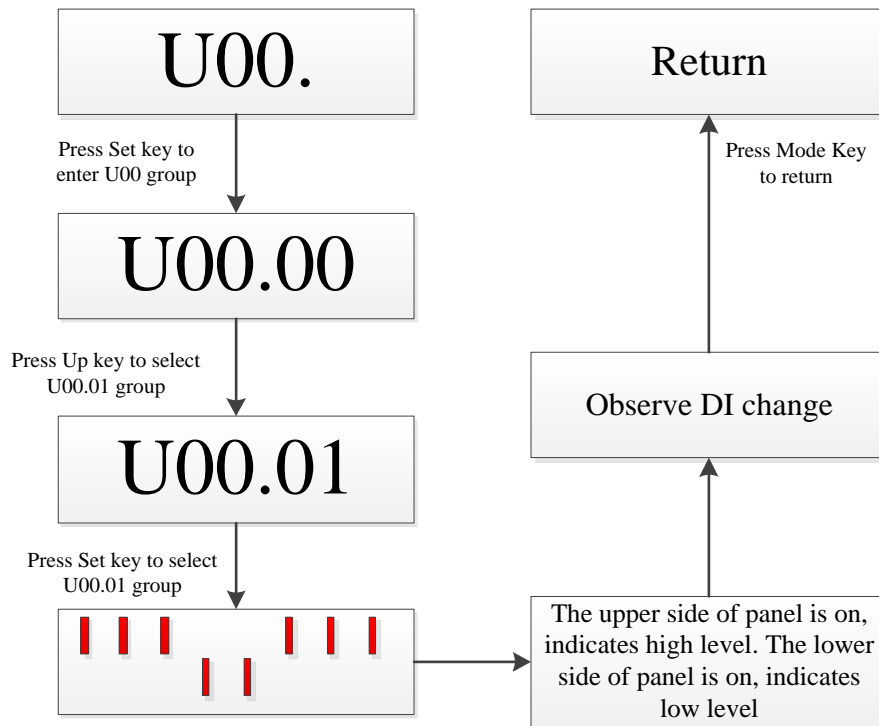 U00.
Press Set key to
enter U00 group
U00.00
Press Up key to select
U00.01 group
U00.01
Press Set key to select
U00.01 group
The upper side of panel is on,
indicates high level. The lower
side of panel is on, indicates
low level
Observe DI change
Press Mode Key
to return
Return